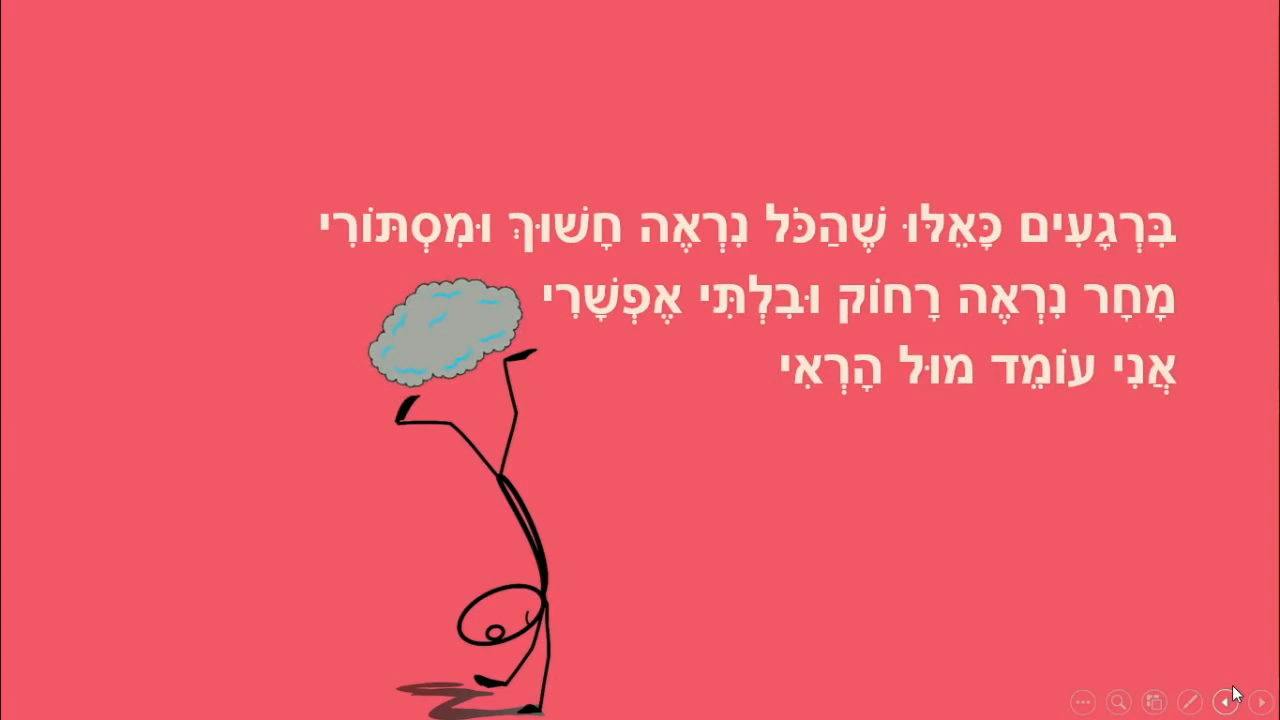 בִּרְגָעִים כָּאֵלּוּ שֶׁהַכֹּל נִרְאֶה חָשׁוּךְ וּמִסְתּוֹרִי
מָחָר נִרְאֶה רָחוֹק וּבִלְתִּי אֶפְשָׁרִי
אֲנִי עוֹמֵד מוּל הָרְאִי